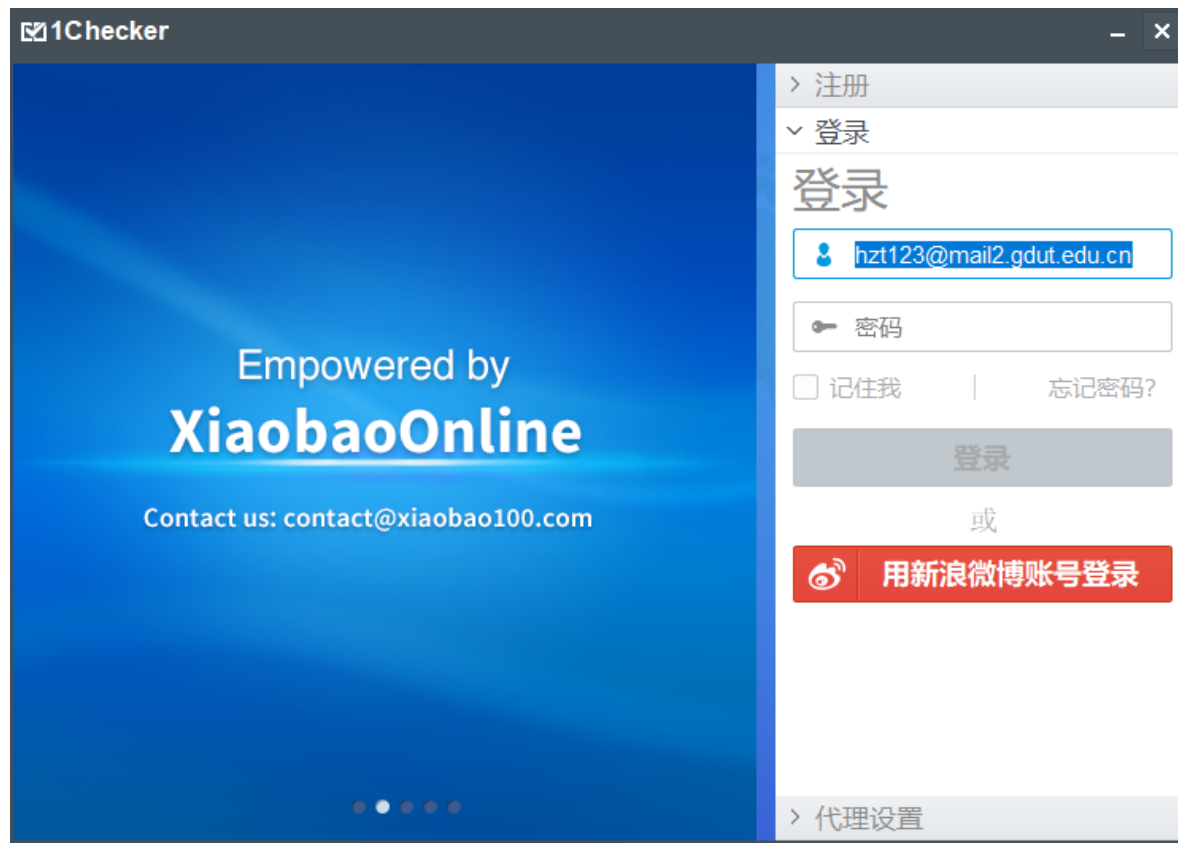 1Checker
Empowered by
XiaobaoOnline
Contact us: contact@xiaobao100.com
注册
登录
登录
hzt123@mail2.gdut.edu.cn
密码
记住我
忘记密码?
登录
或
用新浪微博账号登录
代理设置